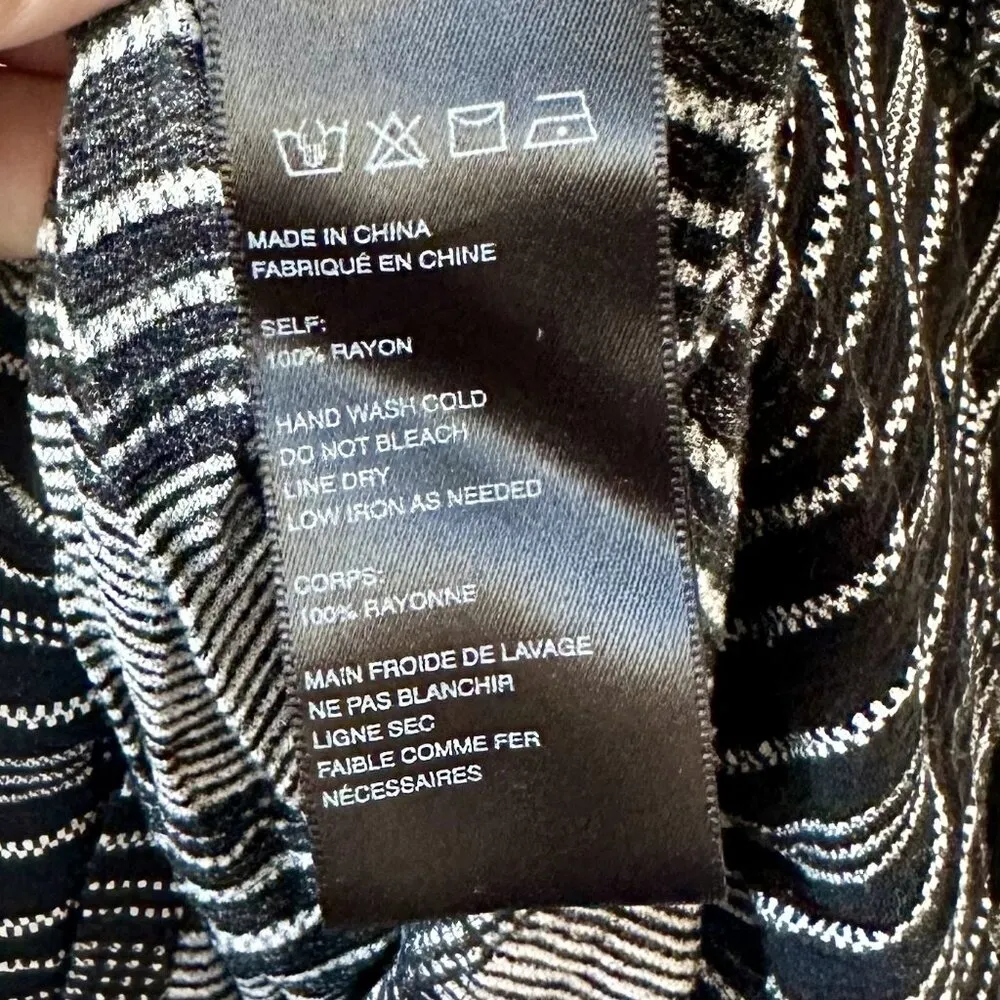 MADE IN CHINA
FABRIQUÉ EN CHINE
SELF:
100% RAYON
HAND WASH COLD
DO NOT BLEACH
LINE DRY
LOW IRON AS NEEDED
CORPS:
100% RAYONNE
MAIN FROIDE DE LAVAGE
NE PAS BLANCHIR
LIGNE SEC
FAIBLE COMME FER
NÉCESSAIRES